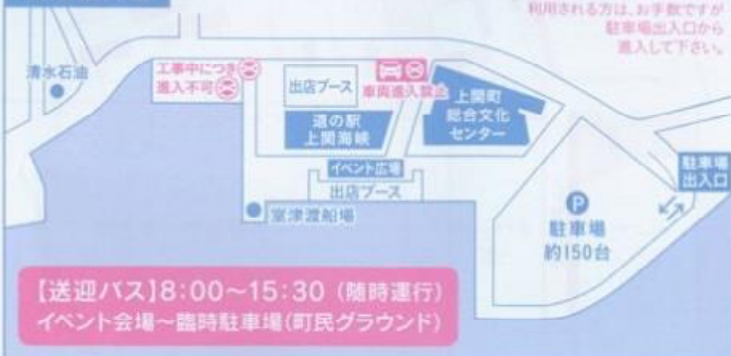 利用される方は、お手数ですが
駐車場出入口から
進入して下さい。
清水石油
工事中につき
進入不可
出店ブース
車両進入禁止
上関町
総合文化
センター
道の駅
上関海峡
イベント広場
出店ブース
室津渡船場
駐車場
出入口
P
駐車場
約150台
【送迎バス】8:00～15:30（随時運行）
イベント会場～臨時駐車場(町民グラウンド)